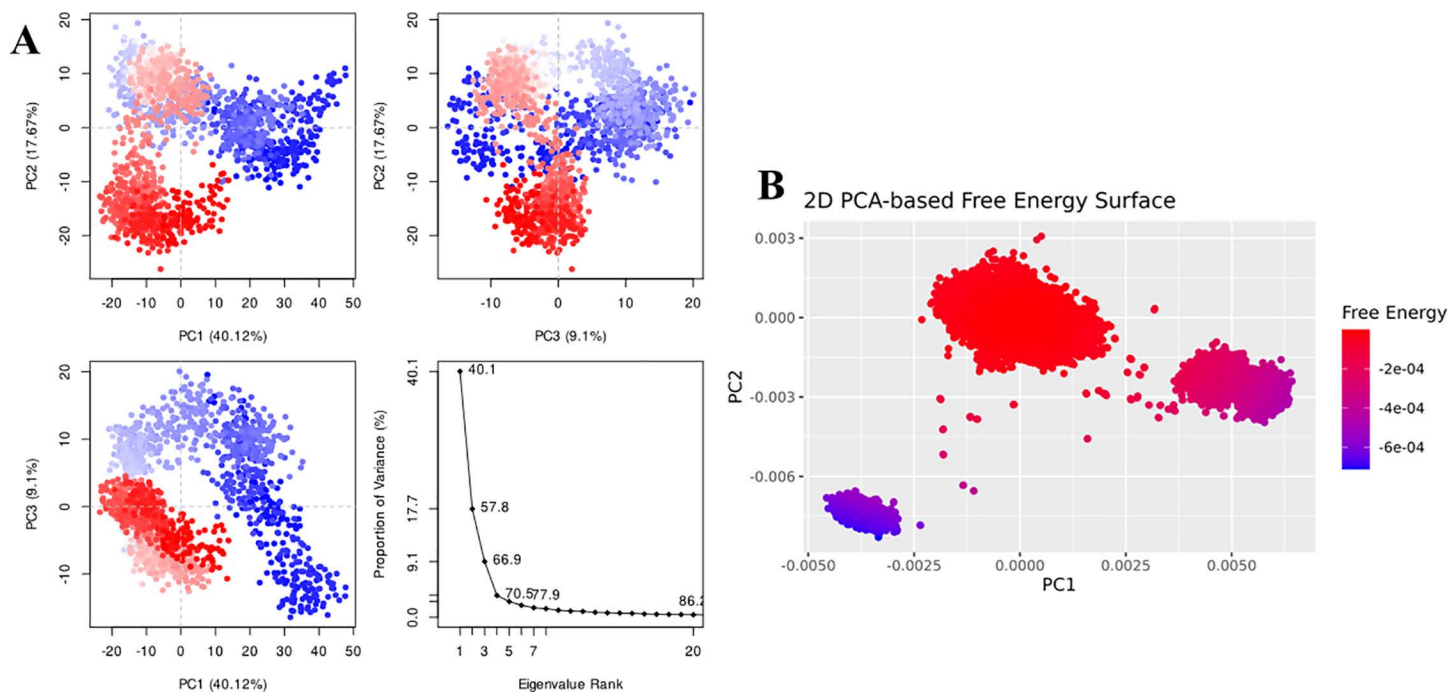 A
PC2 (17.67%)
20
10
0
-10
-20
-20 -10 0 10 20 30 40 50
PC1 (40.12%)
PC2 (17.67%)
20
10
0
-10
-20
-10 0 10 20
PC3 (9.1%)
PC3 (9.1%)
20
10
0
-10
-20 -10 0 10 20 30 40 50
PC1 (40.12%)
Proportion of Variance (%)
40.1
17.7
9.1
0.0
40.1
57.8
66.9
70.5
77.9
86.2
1 3 5 7 20
Eigenvalue Rank
B
2D PCA-based Free Energy Surface
PC2
0.003
0.000
-0.003
-0.006
-0.0050 -0.0025 0.0000 0.0025 0.0050
PC1
Free Energy
-2e-04
-4e-04
-6e-04